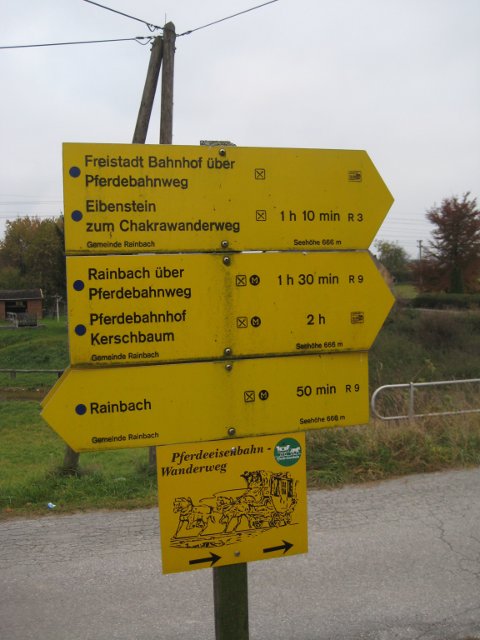 Freistadt Bahnhof über
Pferdebahnweg
Eibenstein
zum Chakrawanderweg 1 h 10 min R 3
Gemeinde Rainbach Seehöhe 666 m
Rainbach über
Pferdebahnweg M 1 h 30 min R 9
Pferdebahnhof
Kerschbaum M 2 h
Gemeinde Rainbach Seehöhe 666 m
Rainbach M 50 min R 9
Gemeinde Rainbach Seehöhe 666 m
Pferdeeisenbahn -
Wanderweg